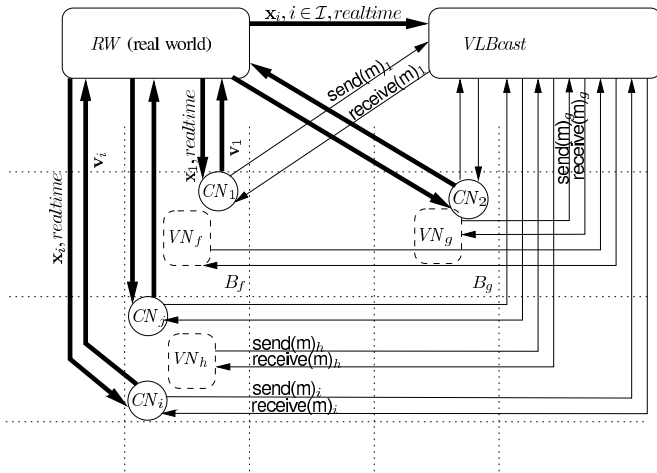 x_i, i ∈ I, realtime
RW (real world)
VLBcast
send(m)_1
receive(m)_1
x_1, realtime
v_1
v_i
x_i, realtime
send(m)_g
receive(m)_g
CN_1
CN_2
VN_f
VN_g
B_f
B_g
CN_j
VN_h
send(m)_h
receive(m)_h
CN_i
send(m)_i
receive(m)_i